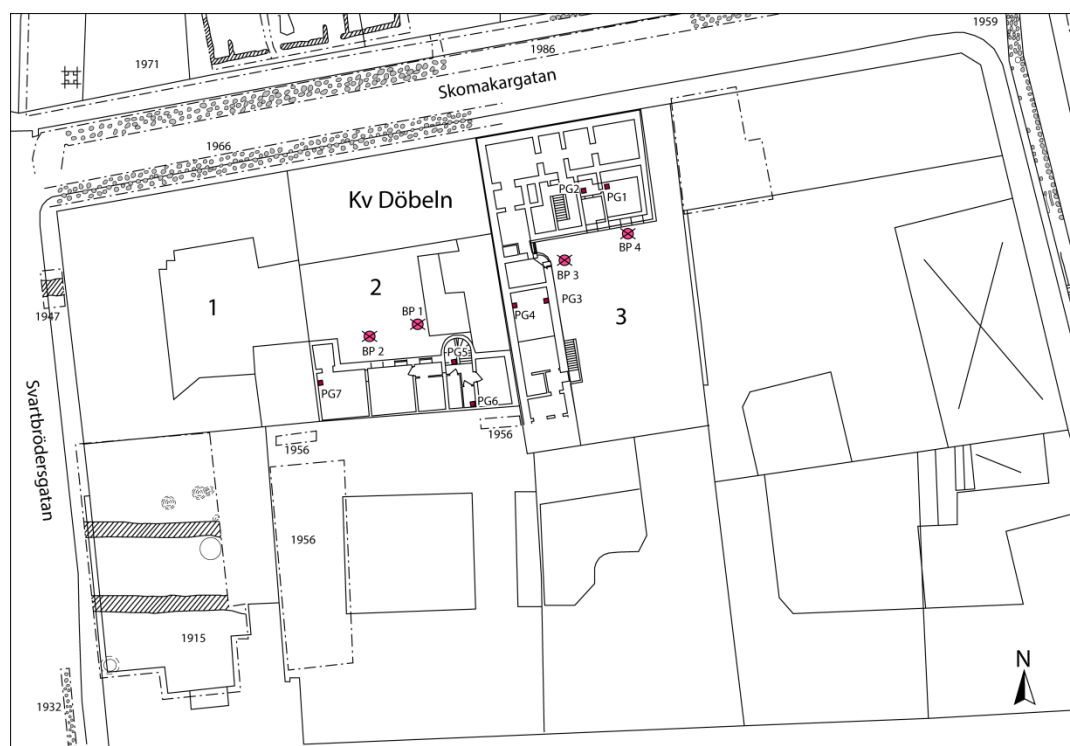 1959
1986
1971
Skomakargatan
1966
Kv Döbeln
PG2
PG1
BP 4
BP 3
2
1
PG3
PG4
3
1947
BP 1
BP 2
PG5
PG7
PG6
1956
1956
Svartbrödersgatan
1956
1915
N
1932